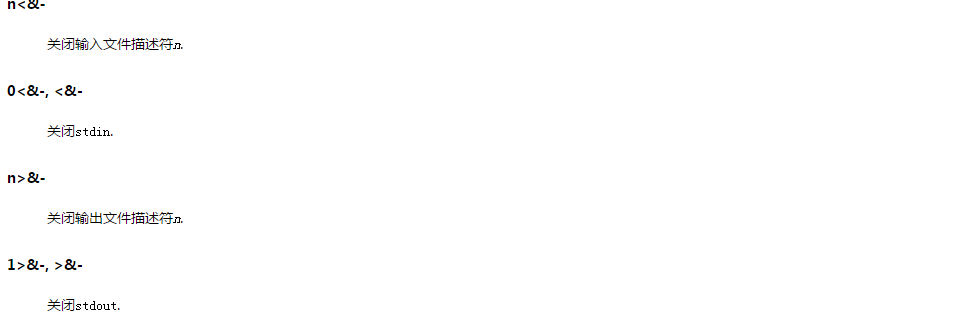 n<&-
关闭输入文件描述符n.
0<&-, <&-
关闭stdin.
n>&-
关闭输出文件描述符n.
1>&-, >&-
关闭stdout.